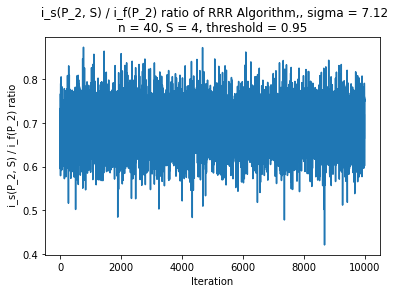 i_s(P_2, S) / i_f(P_2) ratio of RRR Algorithm,, sigma = 7.12
n = 40, S = 4, threshold = 0.95
i_s(P_2, S) / i_f(P_2) ratio
0.8
0.7
0.6
0.5
0.4
0 2000 4000 6000 8000 10000
Iteration